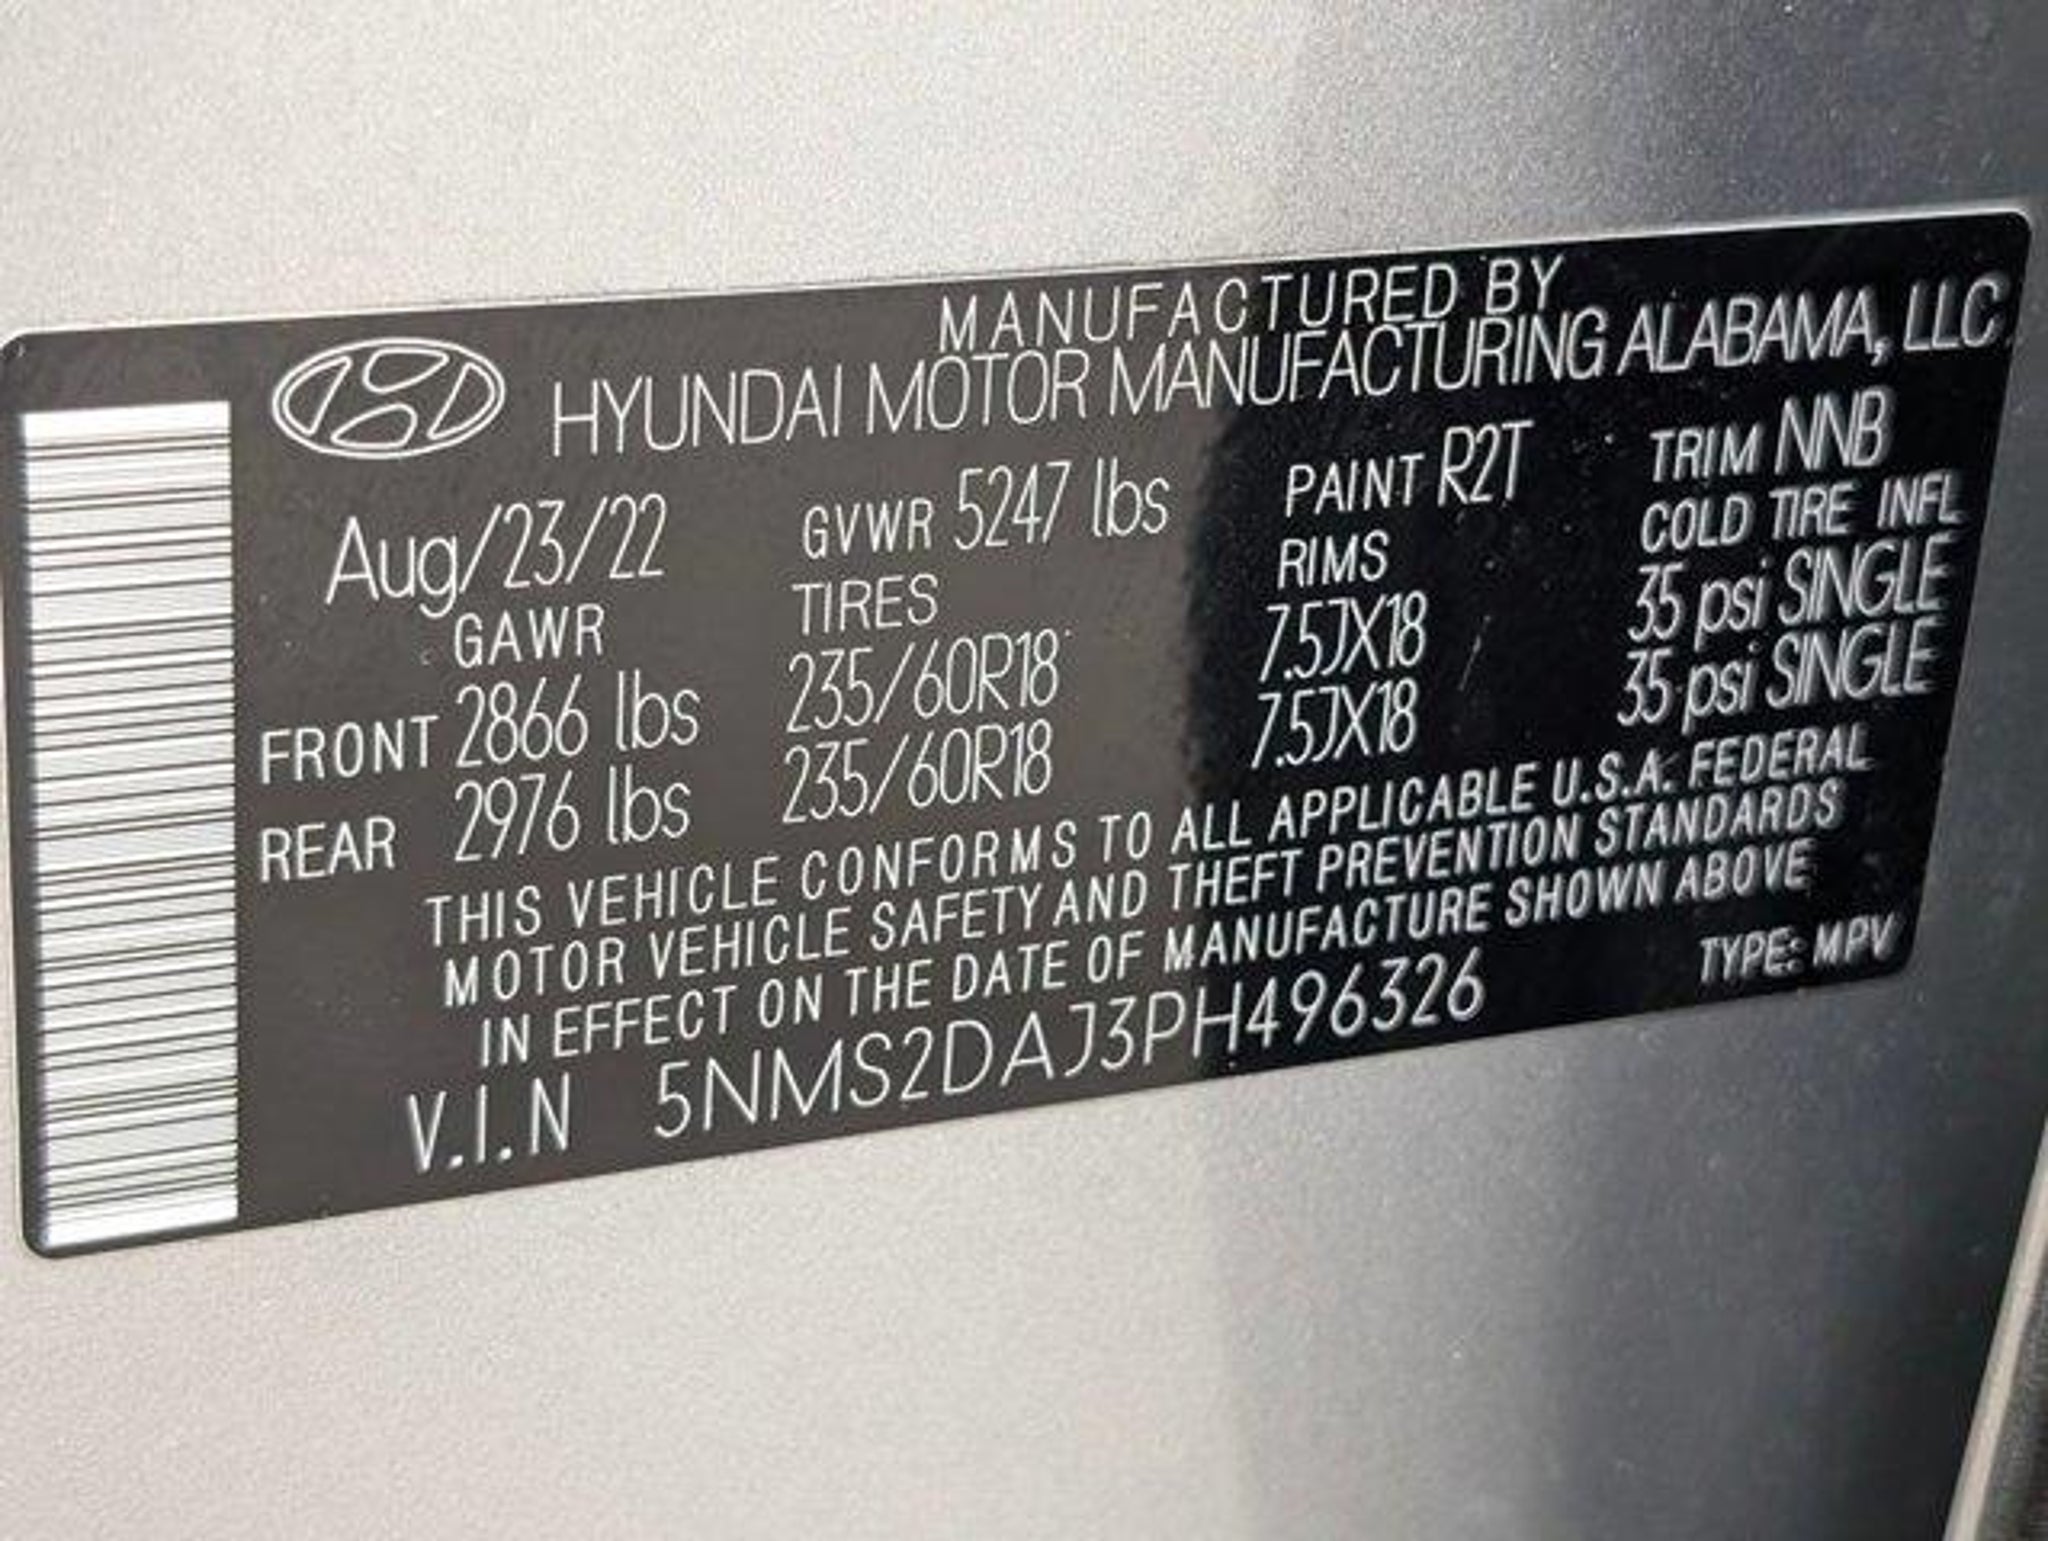 MANUFACTURED BY
HYUNDAI MOTOR MANUFACTURING ALABAMA, LLC
Aug/23/22 GVWR 5247 lbs PAINT R2T TRIM NNB
GAWR TIRES RIMS COLD TIRE INFL
FRONT 2866 lbs 235/60R18 7.5JX18 35 psi SINGLE
REAR 2976 lbs 235/60R18 7.5JX18 35 psi SINGLE
THIS VEHICLE CONFORMS TO ALL APPLICABLE U.S.A. FEDERAL
MOTOR VEHICLE SAFETY AND THEFT PREVENTION STANDARDS
IN EFFECT ON THE DATE OF MANUFACTURE SHOWN ABOVE
V.I.N 5NMS2DAJ3PH496326 TYPE: MPV